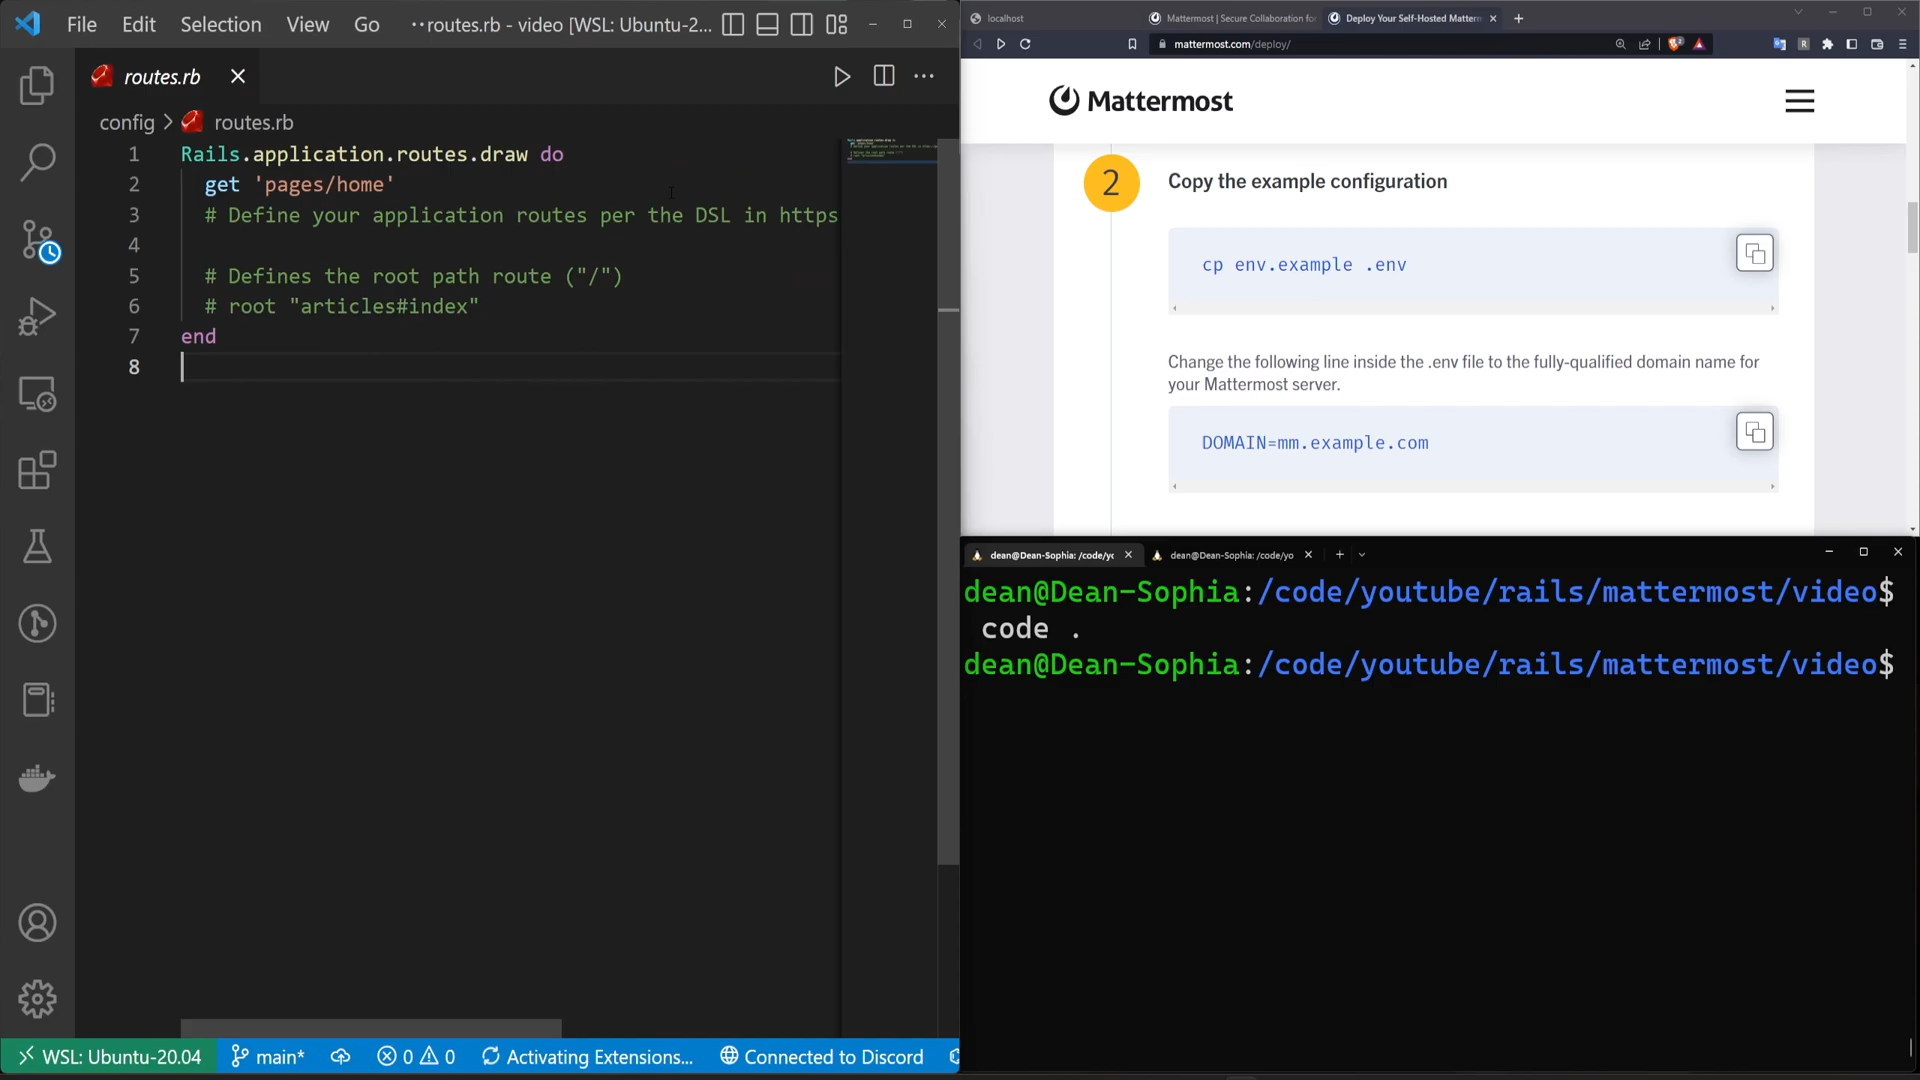 File Edit Selection View Go ··routes.rb - video [WSL: Ubuntu-2...
routes.rb
config > routes.rb
1 Rails.application.routes.draw do
2 get 'pages/home'
3 # Define your application routes per the DSL in https
4
5 # Defines the root path route ("/")
6 # root "articles#index"
7 end
8
WSL: Ubuntu-20.04 main* 0 0 Activating Extensions... Connected to Discord
localhost
Mattermost | Secure Collaboration fo
Deploy Your Self-Hosted Matterm
mattermost.com/deploy/
Mattermost
2 Copy the example configuration
cp env.example .env
Change the following line inside the .env file to the fully-qualified domain name for
your Mattermost server.
DOMAIN=mm.example.com
dean@Dean-Sophia: /code/yo
dean@Dean-Sophia: /code/yo
dean@Dean-Sophia:/code/youtube/rails/mattermost/video$
code .
dean@Dean-Sophia:/code/youtube/rails/mattermost/video$